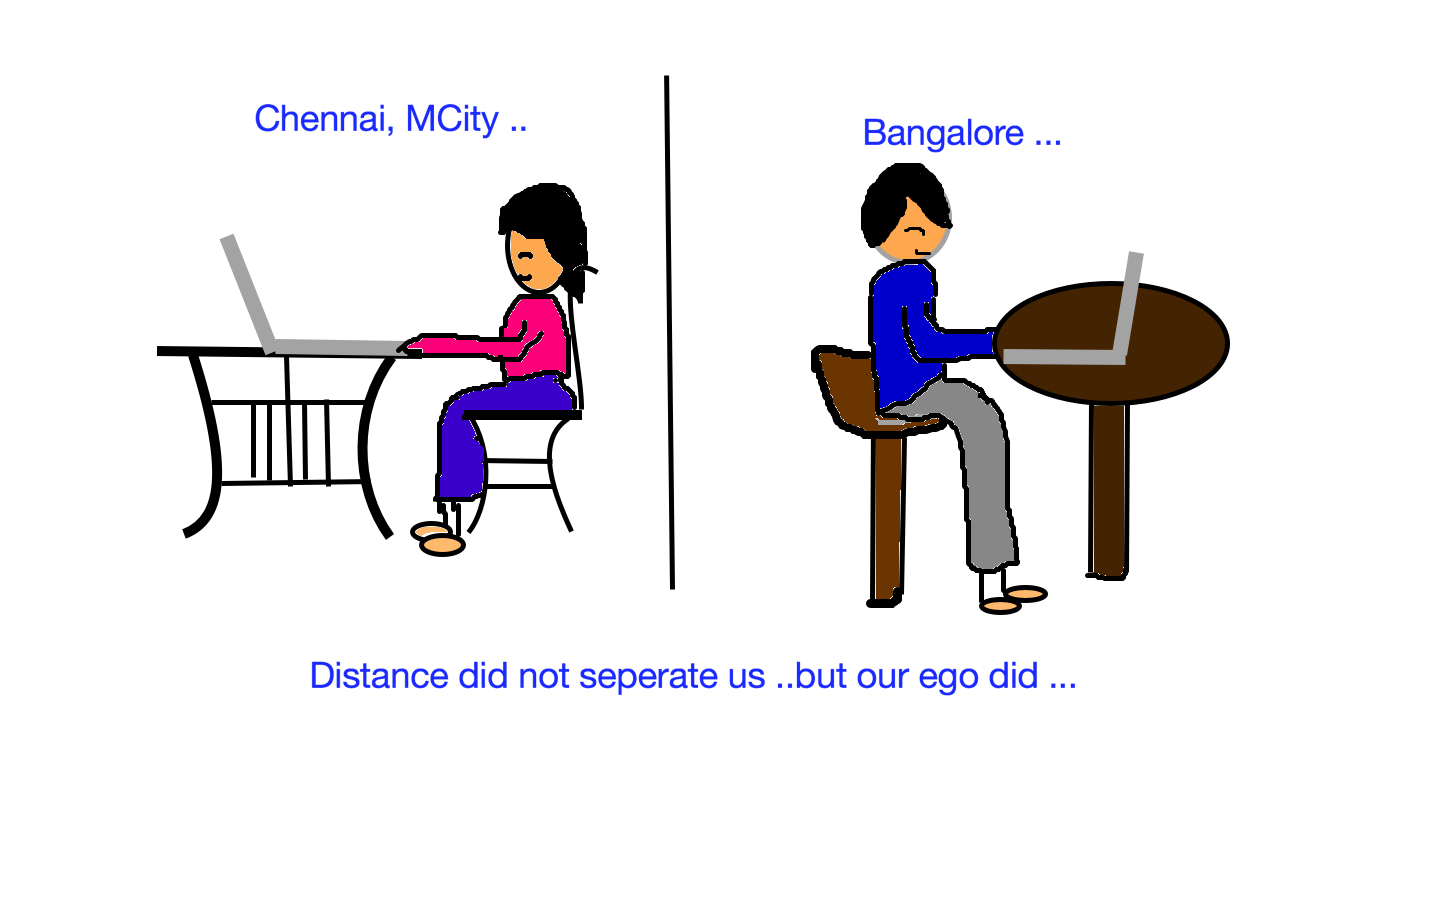 Chennai, MCity ..
Bangalore ...
Distance did not seperate us ..but our ego did ...